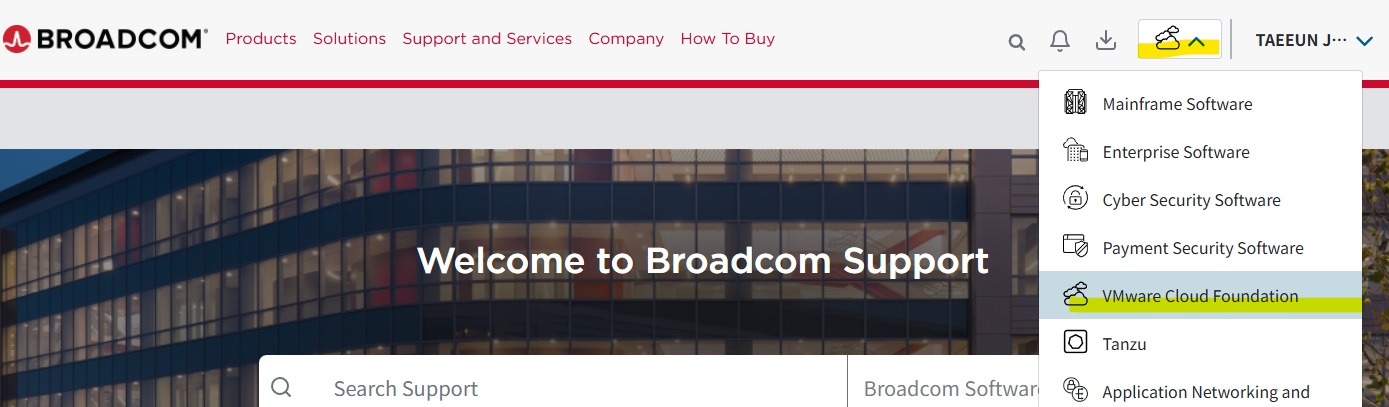 BROADCOM®
Products Solutions Support and Services Company How To Buy
TAEEUN J···
Mainframe Software
Enterprise Software
Cyber Security Software
Payment Security Software
VMware Cloud Foundation
Tanzu
Application Networking and
Welcome to Broadcom Support
Search Support
Broadcom Software